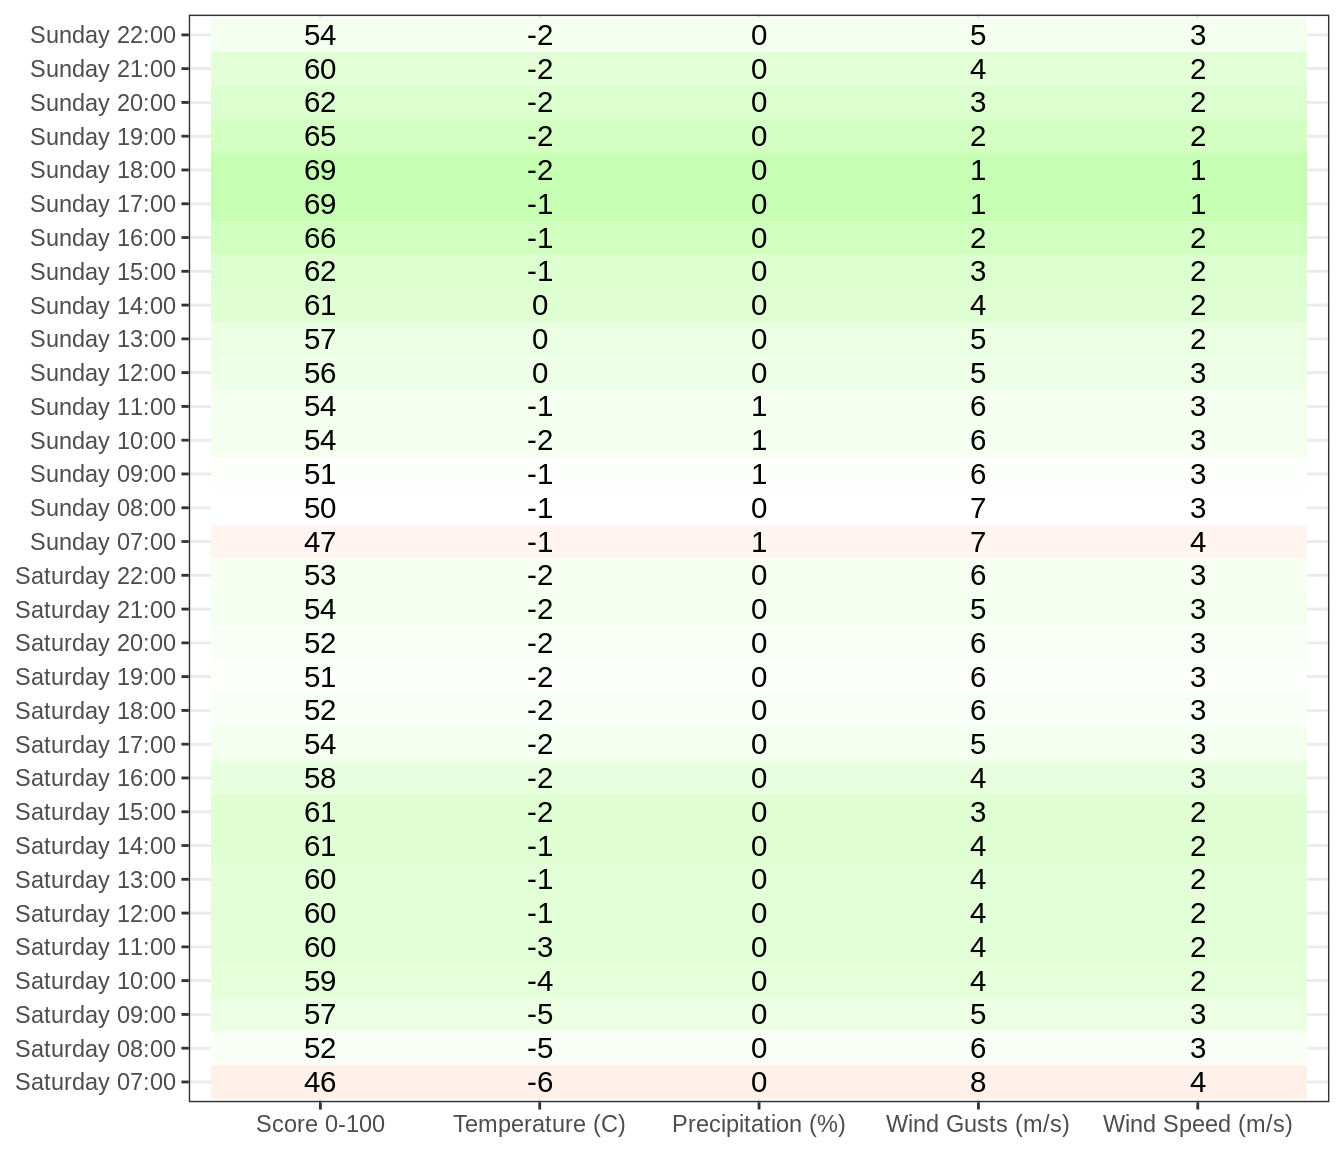 Sunday 22:00 54 -2 0 5 3
Sunday 21:00 60 -2 0 4 2
Sunday 20:00 62 -2 0 3 2
Sunday 19:00 65 -2 0 2 2
Sunday 18:00 69 -2 0 1 1
Sunday 17:00 69 -1 0 1 1
Sunday 16:00 66 -1 0 2 2
Sunday 15:00 62 -1 0 3 2
Sunday 14:00 61 0 0 4 2
Sunday 13:00 57 0 0 5 2
Sunday 12:00 56 0 0 5 3
Sunday 11:00 54 -1 1 6 3
Sunday 10:00 54 -2 1 6 3
Sunday 09:00 51 -1 1 6 3
Sunday 08:00 50 -1 0 7 3
Sunday 07:00 47 -1 1 7 4
Saturday 22:00 53 -2 0 6 3
Saturday 21:00 54 -2 0 5 3
Saturday 20:00 52 -2 0 6 3
Saturday 19:00 51 -2 0 6 3
Saturday 18:00 52 -2 0 6 3
Saturday 17:00 54 -2 0 5 3
Saturday 16:00 58 -2 0 4 3
Saturday 15:00 61 -2 0 3 2
Saturday 14:00 61 -1 0 4 2
Saturday 13:00 60 -1 0 4 2
Saturday 12:00 60 -1 0 4 2
Saturday 11:00 60 -3 0 4 2
Saturday 10:00 59 -4 0 4 2
Saturday 09:00 57 -5 0 5 3
Saturday 08:00 52 -5 0 6 3
Saturday 07:00 46 -6 0 8 4
Score 0-100 Temperature (C) Precipitation (%) Wind Gusts (m/s) Wind Speed (m/s)